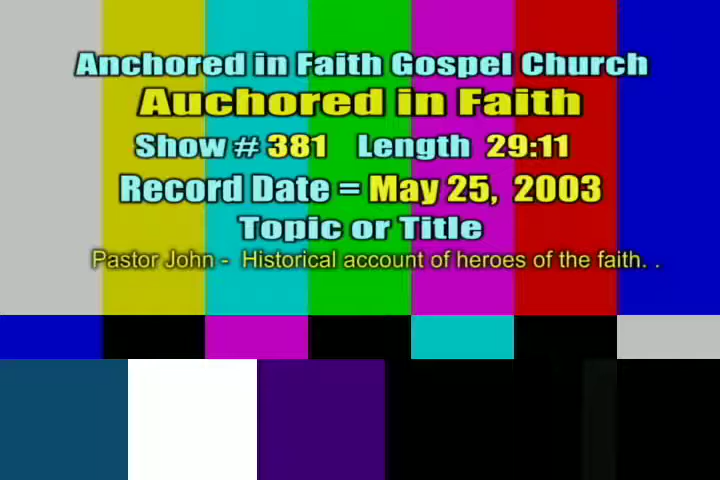 Anchored in Faith Gospel Church
Auchored in Faith
Show # 381 Length 29:11
Record Date = May 25, 2003
Topic or Title
Pastor John - Historical account of heroes of the faith. .